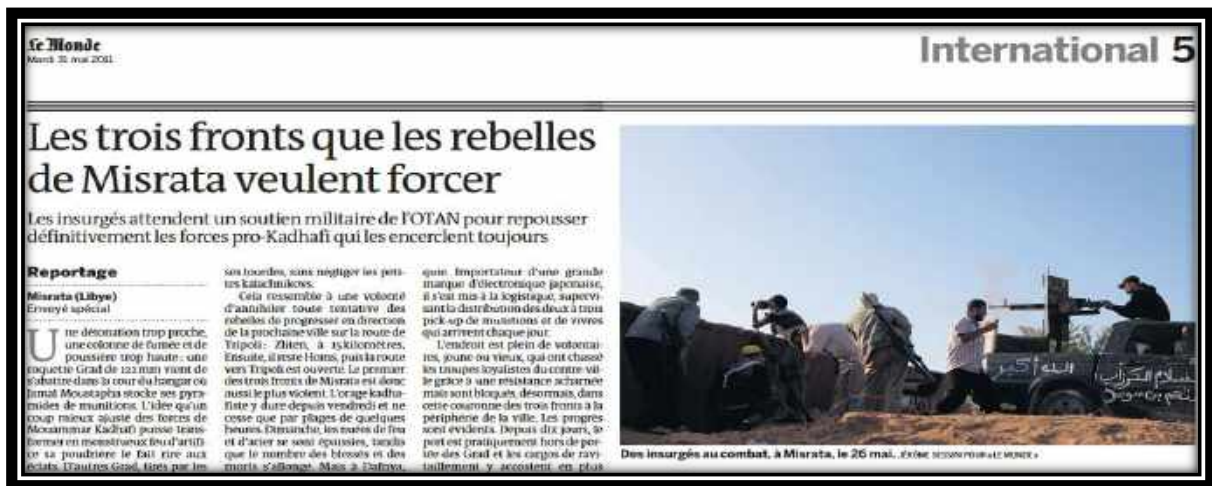 Le Monde
Mardi 31 mai 2011
International 5
Les trois fronts que les rebelles
de Misrata veulent forcer
Les insurgés attendent un soutien militaire de l'OTAN pour repousser
définitivement les forces pro-Kadhafi qui les encerclent toujours
Reportage
Misrata (Libye)
Envoyé spécial
Une détonation trop proche,
une colonne de fumée et de
poussière trop haute : une
roquette Grad de 122 mm vient de
s'abattre dans la cour du hangar où
Jamal Moustapha stocke ses pyra-
mides de munitions. L'idée qu'un
coup mieux ajusté des forces de
Mouammar Kadhafi puisse trans-
former en monstrueux feu d'artifi-
ce sa poudrière le fait rire aux
éclats. D'autres Grad, tirés par les
ses lourdes, sans négliger les peti-
tes kalachnikovs.
Cela ressemble à une volonté
d'annihiler toute tentative des
rebelles de progresser en direction
de la prochaine ville sur la route de
Tripoli : Zliten, à 15 kilomètres.
Ensuite, il reste Homs, puis la route
vers Tripoli est ouverte. Le premier
des trois fronts de Misrata est donc
aussi le plus violent. L'orage kadha-
fiste y dure depuis vendredi et ne
cesse que par plages de quelques
heures. Dimanche, les nuées de feu
et d'acier se sont épaissies, tandis
que le nombre des blessés et des
morts s'allonge. Mais à Dafnya,
quin. Importateur d'une grande
marque d'électronique japonaise,
il s'est mis à la logistique, supervi-
sant la distribution des deux à trois
pick-up de munitions et de vivres
qui arrivent chaque jour.
L'endroit est plein de volontai-
res, jeune ou vieux, qui ont chassé
les troupes loyalistes du centre-vil-
le grâce à une résistance acharnée
mais sont bloqués, désormais, dans
cette couronne des trois fronts à la
périphérie de la ville. Les progrès
sont évidents. Depuis dix jours, le
port est pratiquement hors de por-
tée des Grad et les cargos de ravi-
taillement y accostent en plus
الله أكبر
Des insurgés au combat, à Misrata, le 26 mai. JÉRÔME SESSINI POUR « LE MONDE »